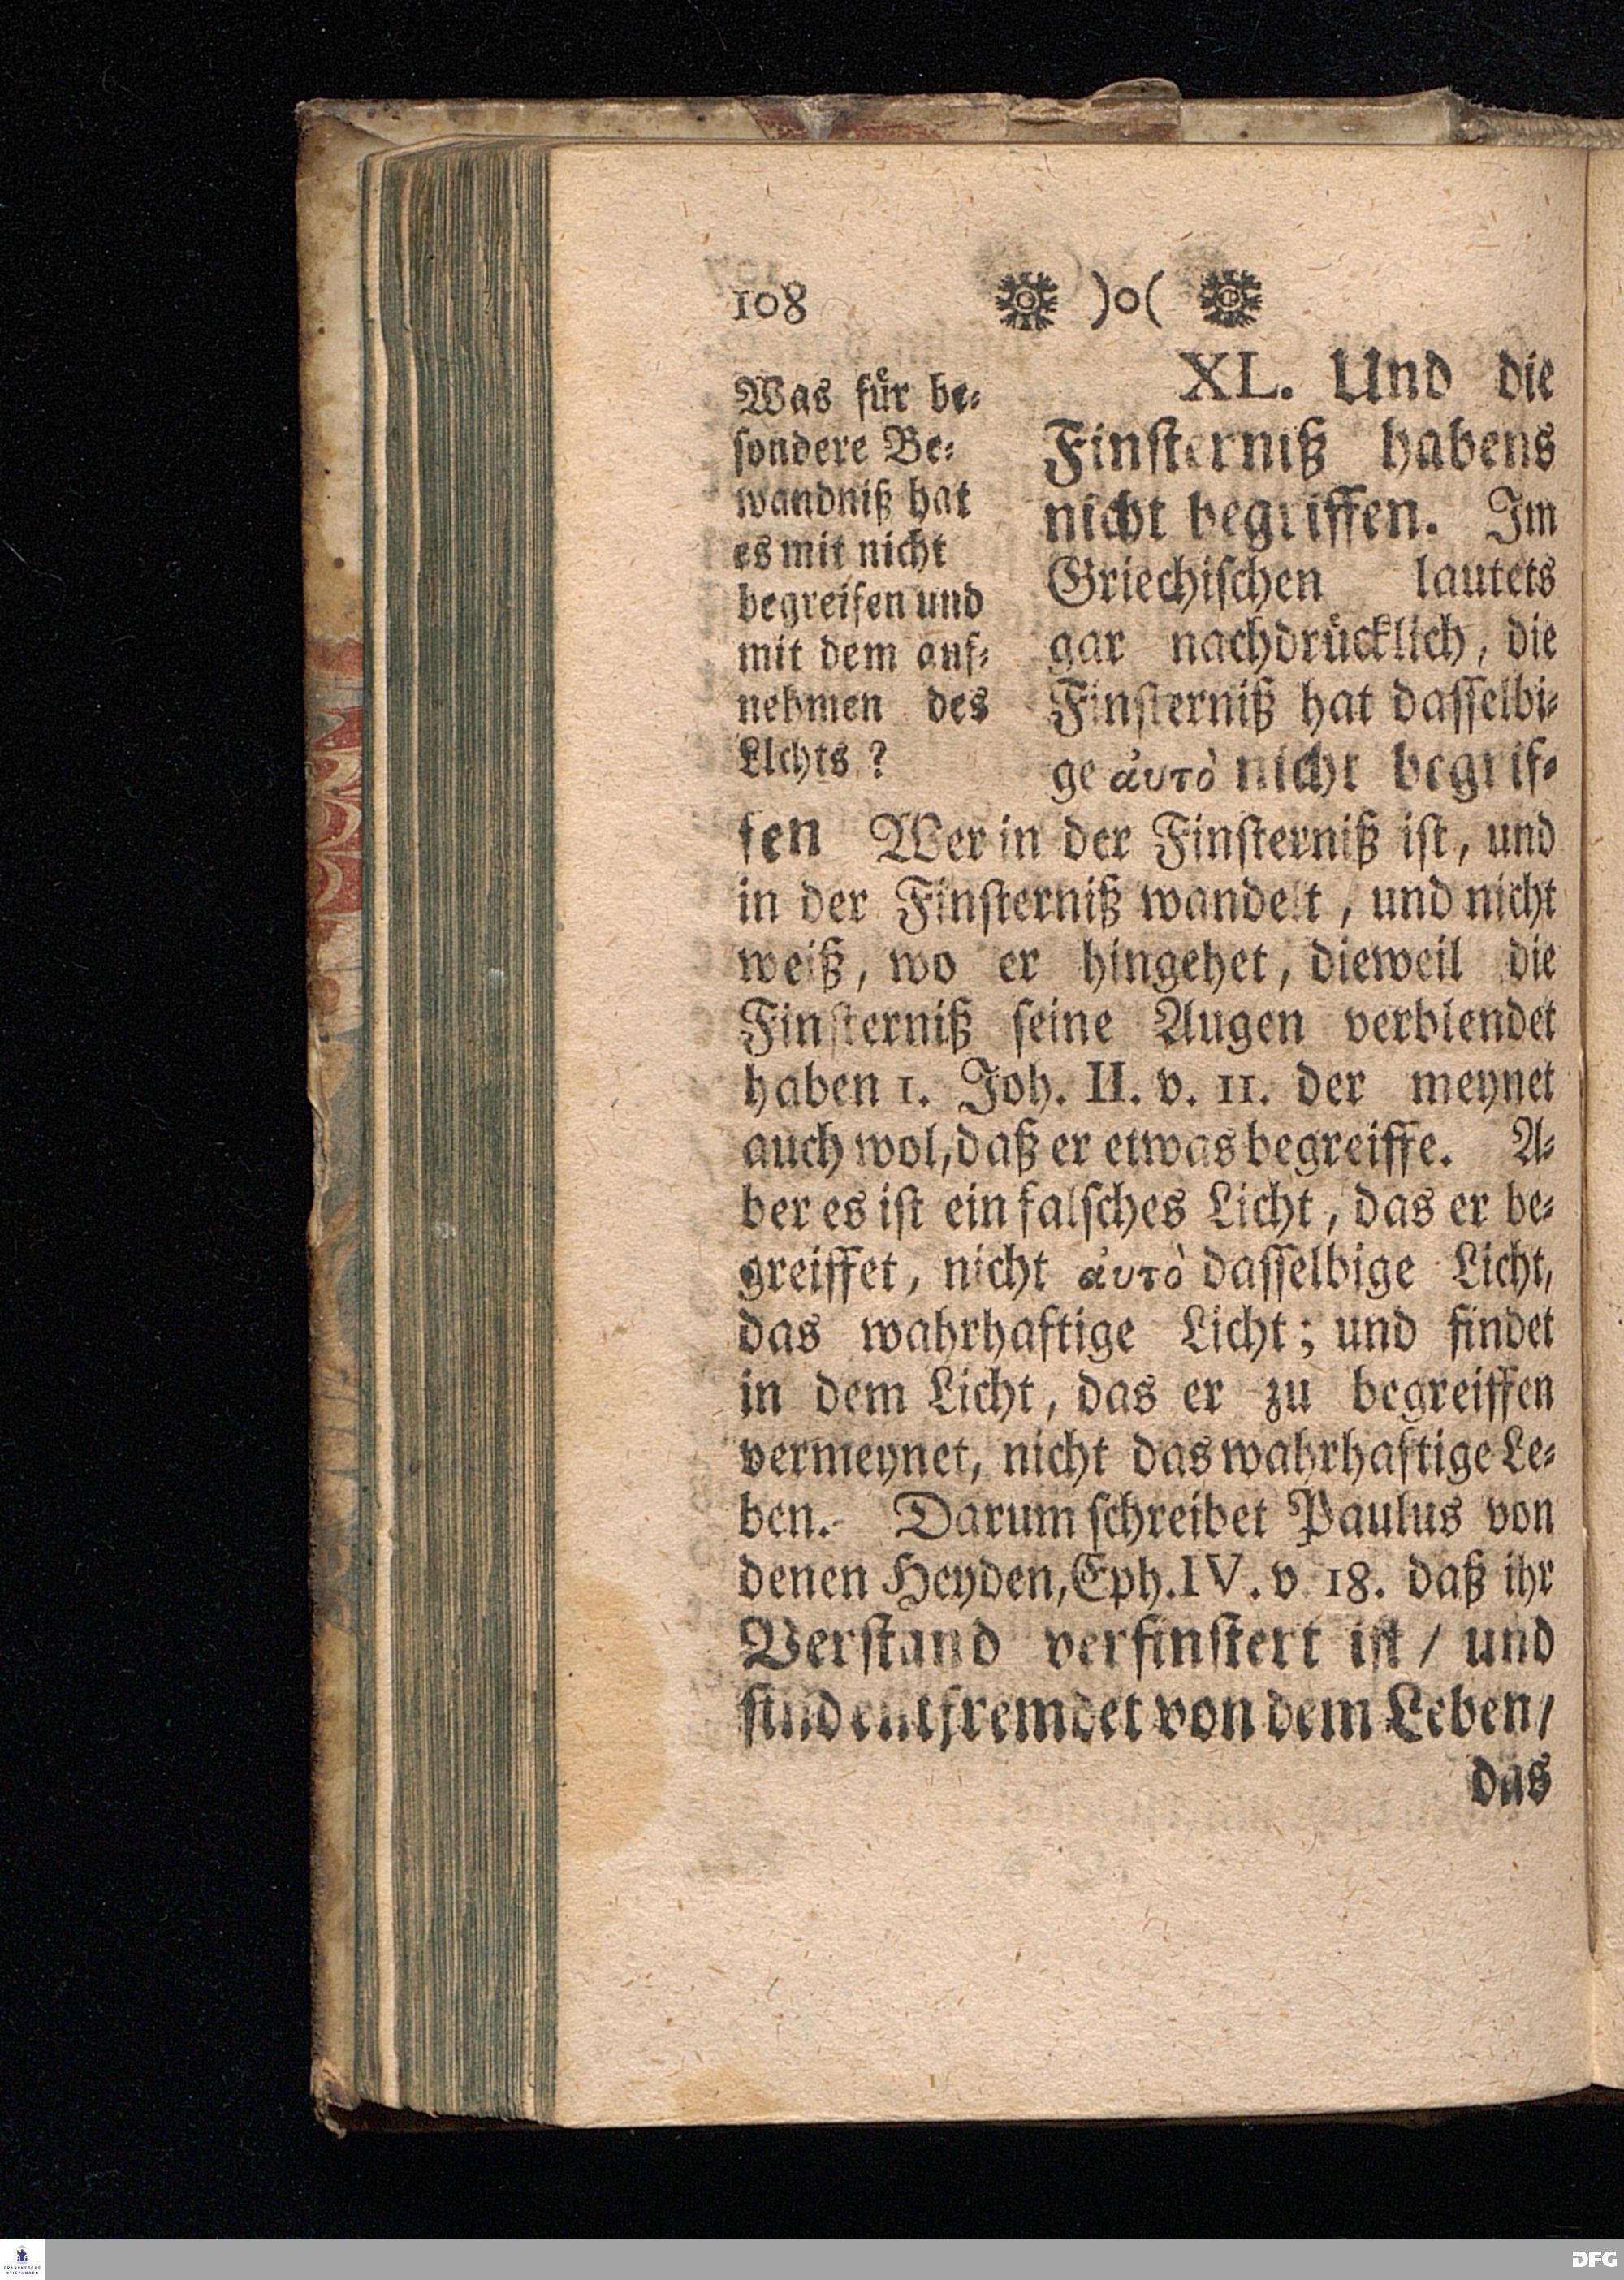 108 )o(
Was für be-
sondere Be-
wandniß hat
es mit nicht
begreifen und
mit dem auf-
nehmen des
Lichts ?
XL. Und die
Finsterniß habens
nicht begriffen. Im
Griechischen lautets
gar nachdrücklich, die
Finsterniß hat dasselbi-
ge ἀυτὸ nicht begrif-
fen Wer in der Finsterniß ist, und
in der Finsterniß wandelt, und nicht
weiß, wo er hingehet, dieweil die
Finsterniß seine Augen verblendet
haben 1. Joh. II. v. 11. der meynet
auch wol, daß er etwas begreiffe. A-
ber es ist ein falsches Licht, das er be-
greiffet, nicht ἀυτὸ dasselbige Licht,
das wahrhaftige Licht; und findet
in dem Licht, das er zu begreiffen
vermeynet, nicht das wahrhaftige Le-
ben. Darum schreibet Paulus von
denen Heyden, Eph. IV. v 18. daß ihr
Verstand verfinstert ist / und
sind entfremdet von dem Leben /
das
FRANCKESCHE
STIFTUNGEN
DFG